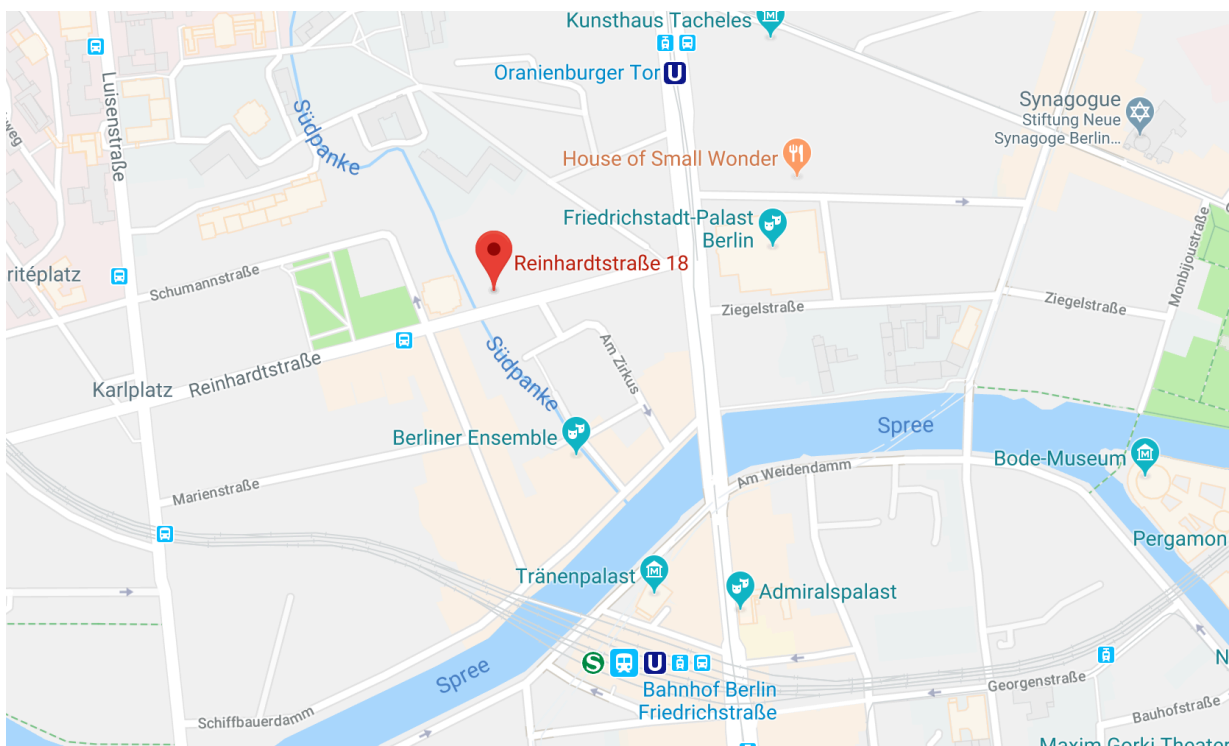 Kunsthaus Tacheles
Oranienburger Tor
U
Luisenstraße
Südpanke
Synagogue
Stiftung Neue
Synagoge Berlin...
House of Small Wonder
weg
Friedrichstadt-Palast
Berlin
Monbijoustraße
ritéplatz
Schumannstraße
Reinhardtstraße 18
Ziegelstraße
Ziegelstraße
Am Zirkus
Südpanke
Karlplatz
Reinhardtstraße
Berliner Ensemble
Spree
Am Weidendamm
Bode-Museum
M
Marienstraße
Pergamon
Tränenpalast
M
Admiralspalast
Spree
S
U
Bahnhof Berlin
Friedrichstraße
Georgenstraße
N
Schiffbauerdamm
Bauhofstraße
Maxim Gorki Theater